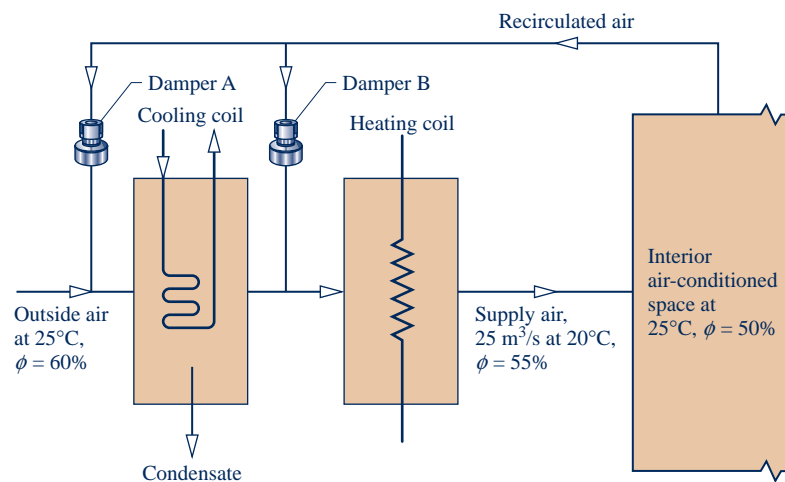 Recirculated air
Damper A
Damper B
Cooling coil
Heating coil
Outside air
at 25°C,
ϕ = 60%
Condensate
Supply air,
25 m³/s at 20°C,
ϕ = 55%
Interior
air-conditioned
space at
25°C, ϕ = 50%